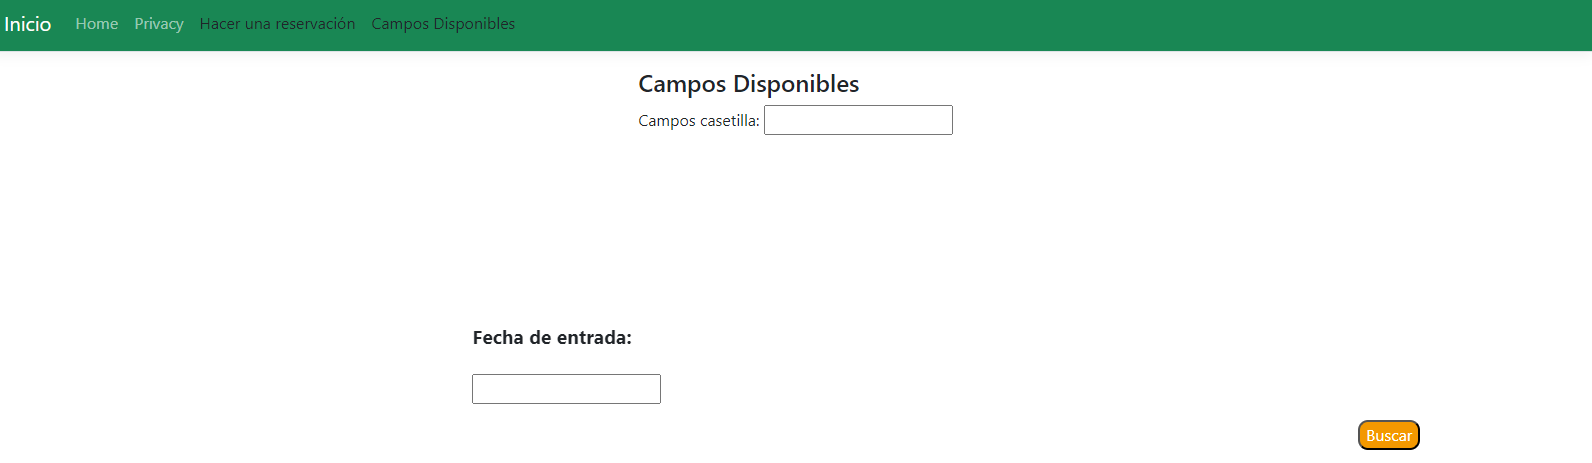 Inicio Home Privacy Hacer una reservación Campos Disponibles
Campos Disponibles
Campos casetilla:
Fecha de entrada:
Buscar